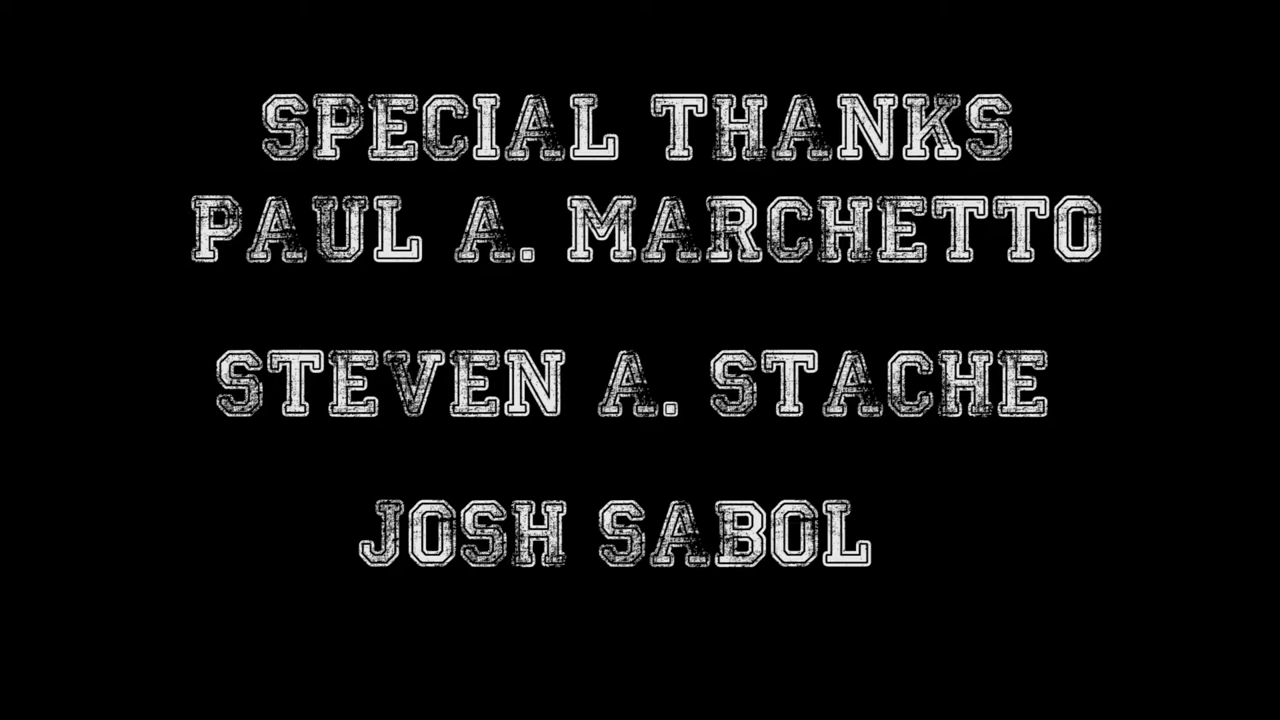 SPECIAL THANKS
PAUL A. MARCHETTO
STEVEN A. STACHE
JOSH SABOL